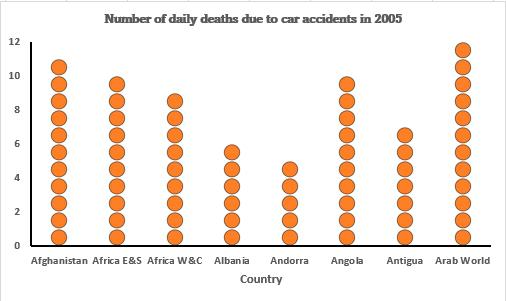 Number of daily deaths due to car accidents in 2005
12
10
8
6
4
2
0
Afghanistan Africa E&S Africa W&C Albania Andorra Angola Antigua Arab World
Country